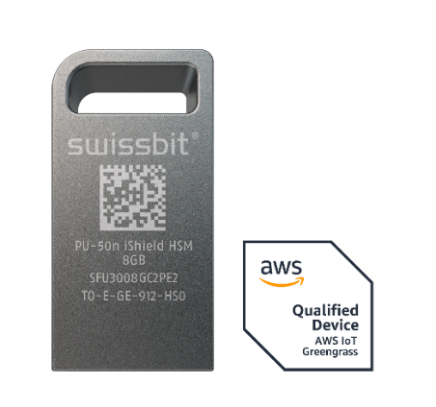 swissbit®
PU-50n iShield HSM
8GB
SFU3008GC2PE2
TO-E-GE-912-HS0
aws
Qualified
Device
AWS IoT
Greengrass